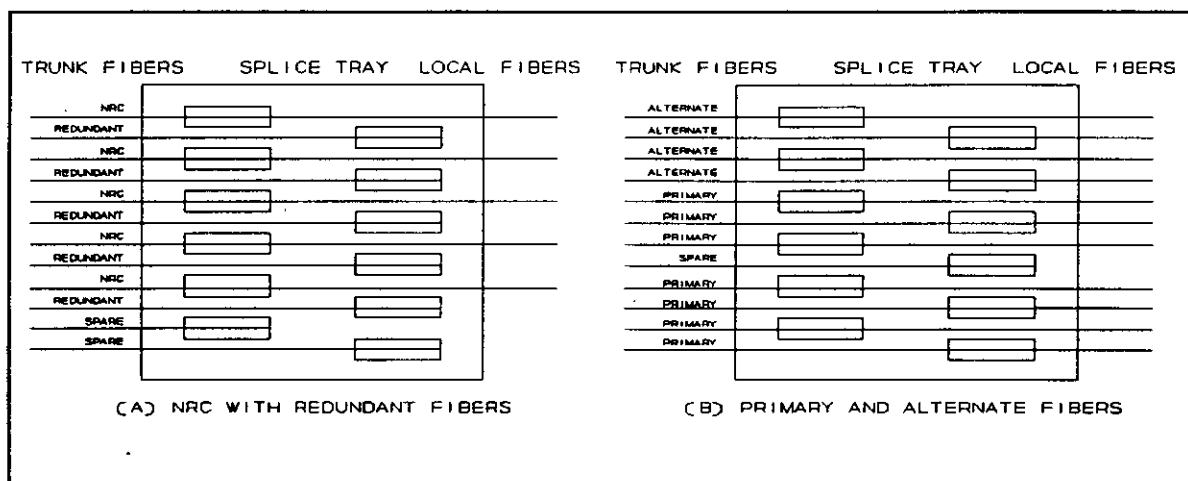 TRUNK FIBERS SPLICE TRAY LOCAL FIBERS
NRC
REDUNDANT
NRC
REDUNDANT
NRC
REDUNDANT
NRC
REDUNDANT
NRC
REDUNDANT
SPARE
SPARE
(A) NRC WITH REDUNDANT FIBERS
TRUNK FIBERS SPLICE TRAY LOCAL FIBERS
ALTERNATE
ALTERNATE
ALTERNATE
ALTERNATE
PRIMARY
PRIMARY
PRIMARY
SPARE
PRIMARY
PRIMARY
PRIMARY
PRIMARY
(B) PRIMARY AND ALTERNATE FIBERS